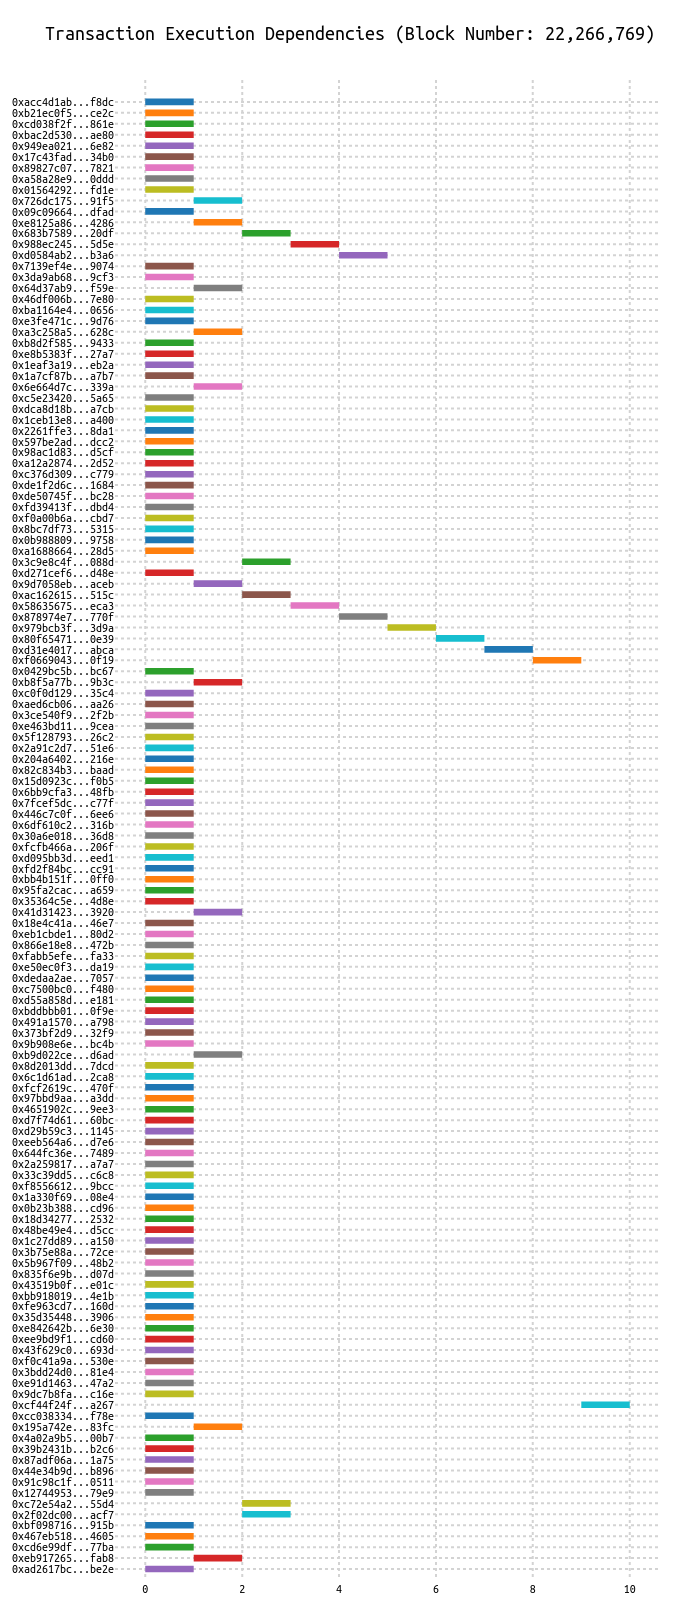 Transaction Execution Dependencies (Block Number: 22,266,769)
0xacc4d1ab...f8dc
0xb21ec0f5...ce2c
0xcd038f2f...861e
0xbac2d530...ae80
0x949ea021...6e82
0x17c43fad...34b0
0x89827c07...7821
0xa58a28e9...0ddd
0x01564292...fd1e
0x726dc175...91f5
0x09c09664...dfad
0xe8125a86...4286
0x683b7589...20df
0x988ec245...5d5e
0xd0584ab2...b3a6
0x7139ef4e...9074
0x3da9ab68...9cf3
0x64d37ab9...f59e
0x46df006b...7e80
0xba1164e4...0656
0xe3fe471c...9d76
0xa3c258a5...628c
0xb8d2f585...9433
0xe8b5383f...27a7
0x1eaf3a19...eb2a
0x1a7cf87b...a7b7
0x6e664d7c...339a
0xc5e23420...5a65
0xdca8d18b...a7cb
0x1ceb13e8...a400
0x2261ffe3...8da1
0x597be2ad...dcc2
0x98ac1d83...d5cf
0xa12a2874...2d52
0xc376d309...c779
0xde1f2d6c...1684
0xde50745f...bc28
0xfd39413f...dbd4
0xf0a00b6a...cbd7
0x8bc7df73...5315
0x0b988809...9758
0xa1688664...28d5
0x3c9e8c4f...088d
0xd271cef6...d48e
0x9d7058eb...aceb
0xac162615...515c
0x58635675...eca3
0x878974e7...770f
0x979bcb3f...3d9a
0x80f65471...0e39
0xd31e4017...abca
0xf0669043...0f19
0x0429bc5b...bc67
0xb8f5a77b...9b3c
0xc0f0d129...35c4
0xaed6cb06...aa26
0x3ce540f9...2f2b
0xe463bd11...9cea
0x5f128793...26c2
0x2a91c2d7...51e6
0x204a6402...216e
0x82c834b3...baad
0x15d0923c...f0b5
0x6bb9cfa3...48fb
0x7fcef5dc...c77f
0x446c7c0f...6ee6
0x6df610c2...316b
0x30a6e018...36d8
0xfcfb466a...206f
0xd095bb3d...eed1
0xfd2f84bc...cc91
0xbb4b151f...0ff0
0x95fa2cac...a659
0x35364c5e...4d8e
0x41d31423...3920
0x18e4c41a...46e7
0xeb1cbde1...80d2
0x866e18e8...472b
0xfabb5efe...fa33
0xe50ec0f3...da19
0xdedaa2ae...7057
0xc7500bc0...f480
0xd55a858d...e181
0xbddbbb01...0f9e
0x491a1570...a798
0x373bf2d9...32f9
0x9b908e6e...bc4b
0xb9d022ce...d6ad
0x8d2013dd...7dcd
0x6c1d61ad...2ca8
0xfcf2619c...470f
0x97bbd9aa...a3dd
0x4651902c...9ee3
0xd7f74d61...60bc
0xd29b59c3...1145
0xeeb564a6...d7e6
0x644fc36e...7489
0x2a259817...a7a7
0x33c39dd5...c6c8
0xf8556612...9bcc
0x1a330f69...08e4
0x0b23b388...cd96
0x18d34277...2532
0x48be49e4...d5cc
0x1c27dd89...a150
0x3b75e88a...72ce
0x5b967f09...48b2
0x835f6e9b...d07d
0x43519b0f...e01c
0xbb918019...4e1b
0xfe963cd7...160d
0x35d35448...3906
0xe842642b...6e30
0xee9bd9f1...cd60
0x43f629c0...693d
0xf0c41a9a...530e
0x3bdd24d0...81e4
0xe91d1463...47a2
0x9dc7b8fa...c16e
0xcf44f24f...a267
0xcc038334...f78e
0x195a742e...83fc
0x4a02a9b5...00b7
0x39b2431b...b2c6
0x87adf06a...1a75
0x44e34b9d...b896
0x91c98c1f...0511
0x12744953...79e9
0xc72e54a2...55d4
0x2f02dc00...acf7
0xbf098716...915b
0x467eb518...4605
0xcd6e99df...77ba
0xeb917265...fab8
0xad2617bc...be2e
0 2 4 6 8 10